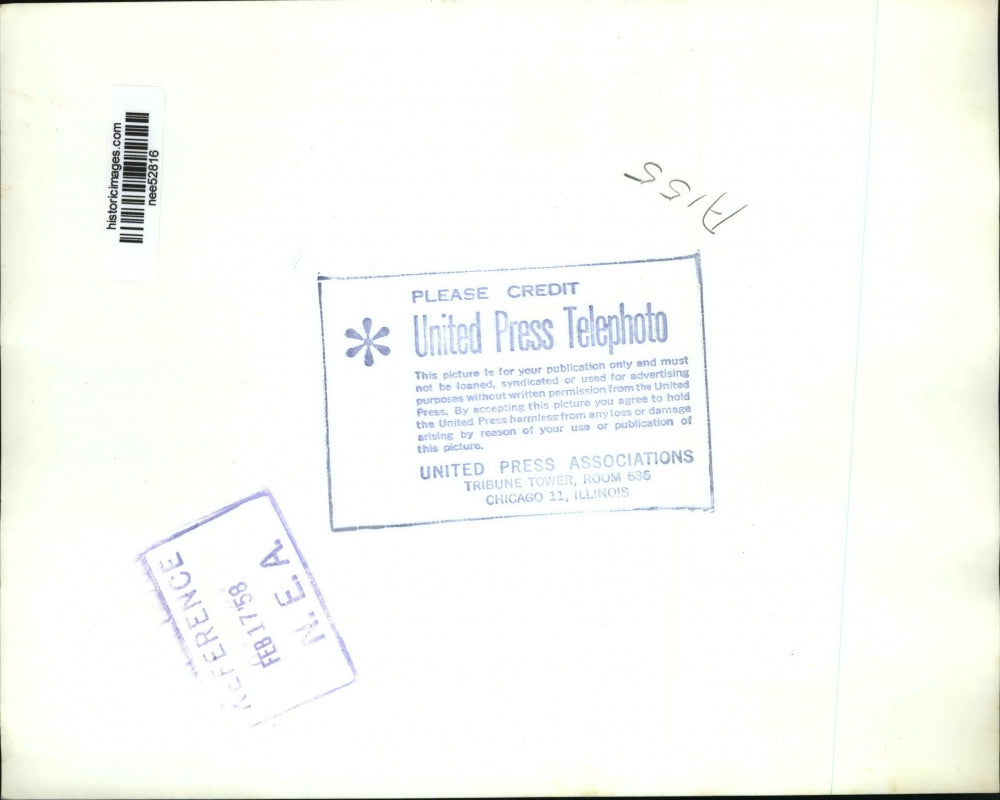 historicimages.com
nee52816
A155
PLEASE CREDIT
United Press Telephoto
This picture is for your publication only and must
not be loaned, syndicated or used for advertising
purposes without written permission from the United
Press. By accepting this picture you agree to hold
the United Press harmless from any loss or damage
arising by reason of your use or publication of
this picture.
UNITED PRESS ASSOCIATIONS
TRIBUNE TOWER, ROOM 636
CHICAGO 11, ILLINOIS
REFERENCE
FEB 17 '58
N. E. A.